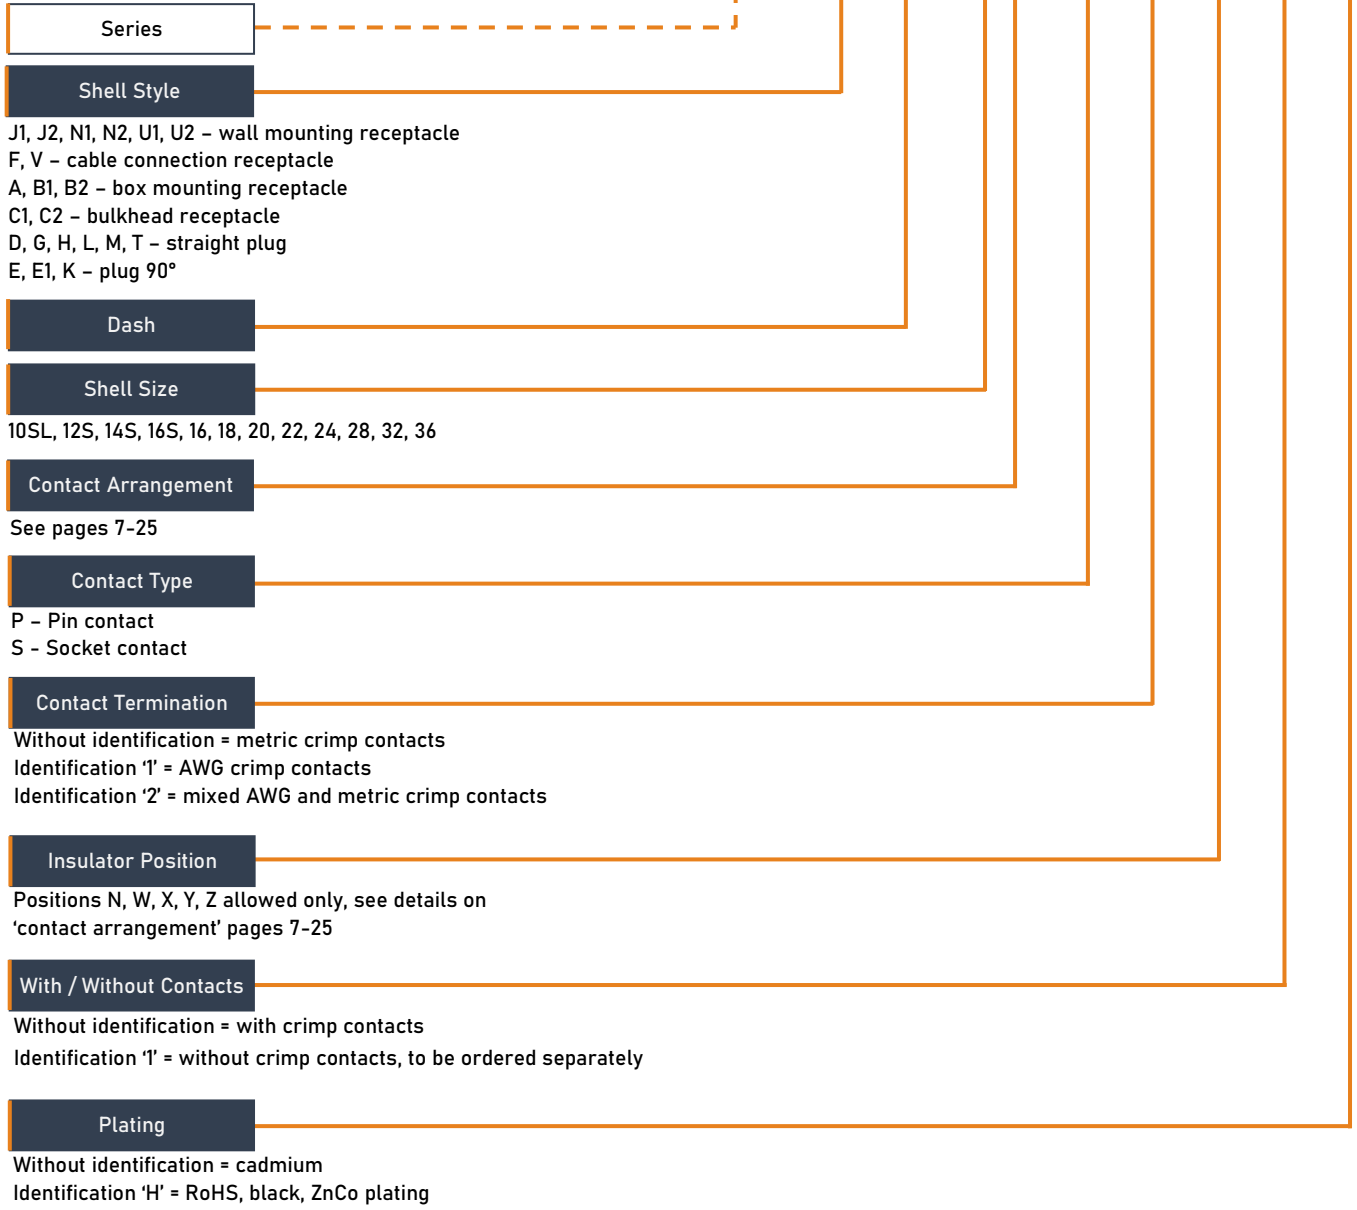 Series
Shell Style
J1, J2, N1, N2, U1, U2 – wall mounting receptacle
F, V – cable connection receptacle
A, B1, B2 – box mounting receptacle
C1, C2 – bulkhead receptacle
D, G, H, L, M, T – straight plug
E, E1, K – plug 90°
Dash
Shell Size
10SL, 12S, 14S, 16S, 16, 18, 20, 22, 24, 28, 32, 36
Contact Arrangement
See pages 7-25
Contact Type
P – Pin contact
S - Socket contact
Contact Termination
Without identification = metric crimp contacts
Identification ‘1’ = AWG crimp contacts
Identification ‘2’ = mixed AWG and metric crimp contacts
Insulator Position
Positions N, W, X, Y, Z allowed only, see details on
‘contact arrangement’ pages 7-25
With / Without Contacts
Without identification = with crimp contacts
Identification ‘1’ = without crimp contacts, to be ordered separately
Plating
Without identification = cadmium
Identification ‘H’ = RoHS, black, ZnCo plating